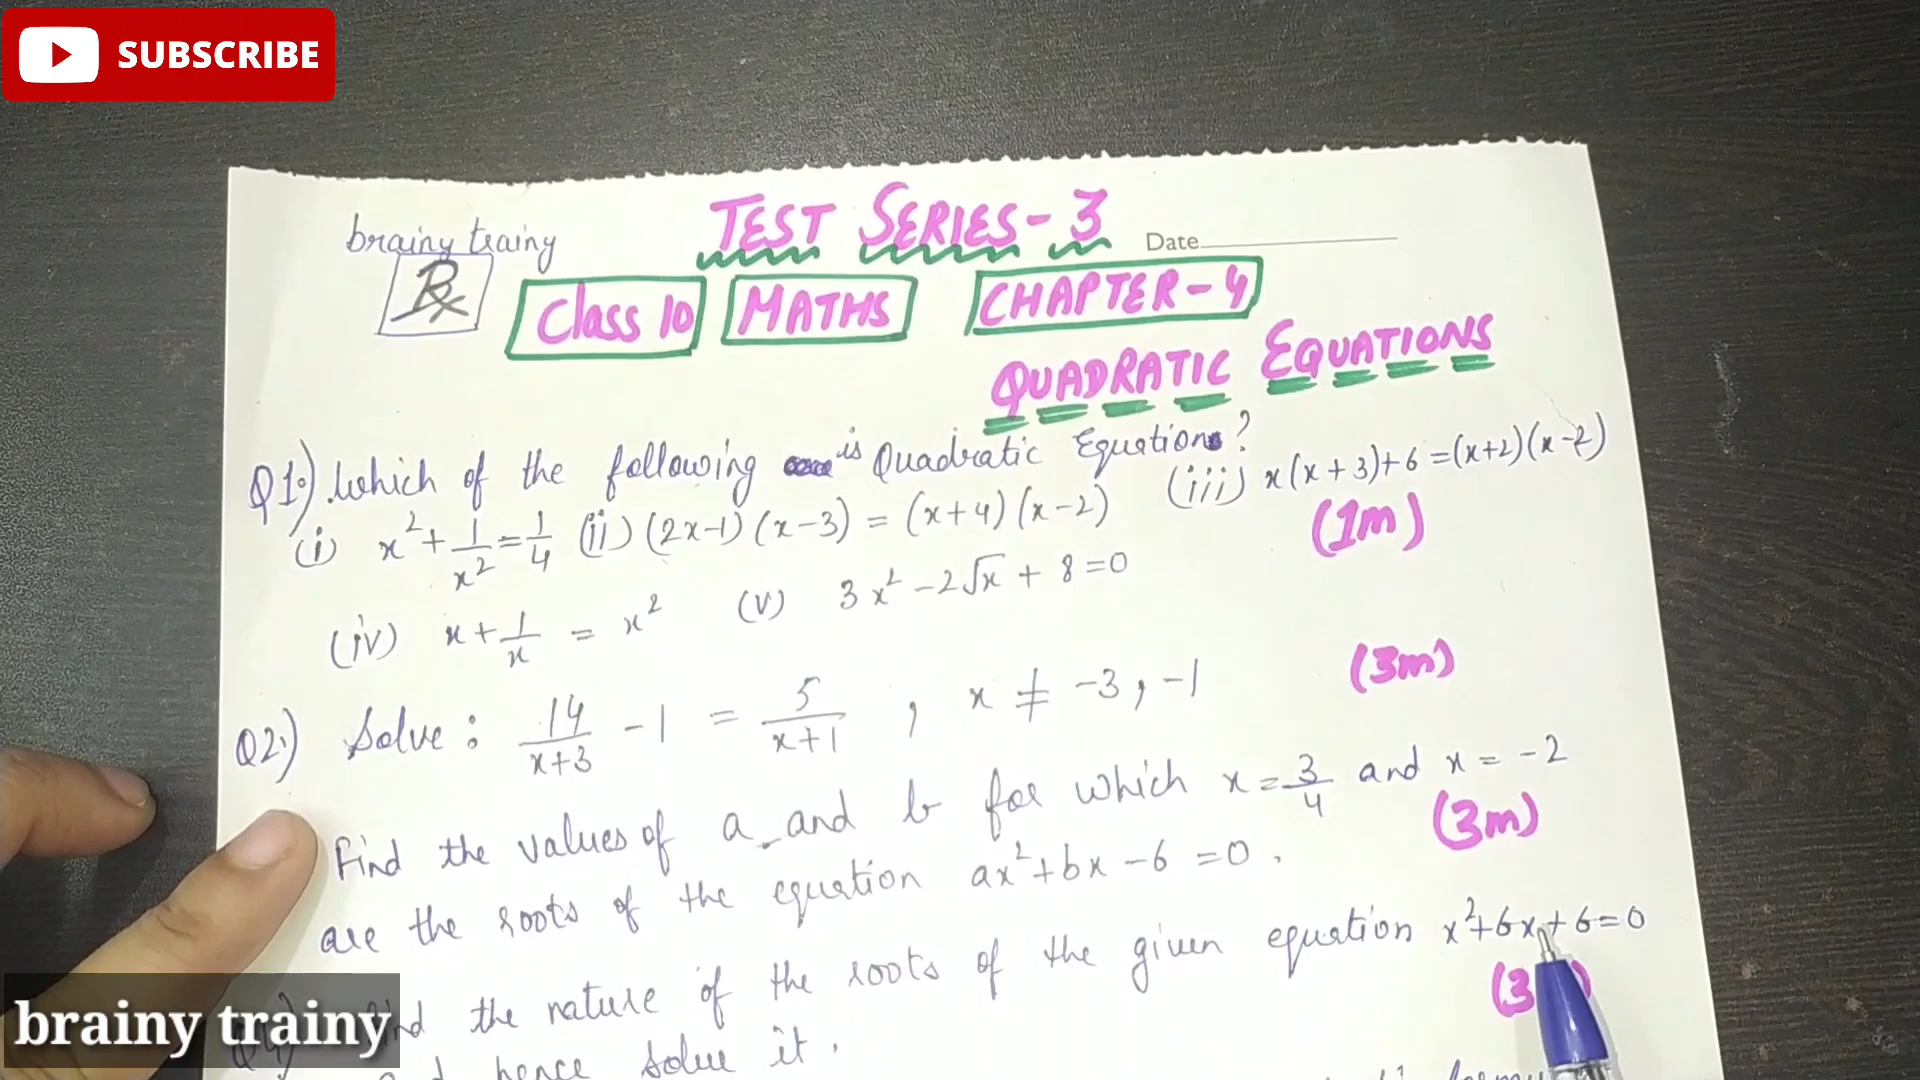 SUBSCRIBE
brainy trainy
TEST SERIES-3
Date
Bx
Class 10 MATHS CHAPTER-4
QUADRATIC EQUATIONS
Q1.) Which of the following is Quadratic Equation?
(i) x²+1/x²=1/4 (ii) (2x-1)(x-3) = (x+4)(x-2) (iii) x(x+3)+6=(x+2)(x-2)
(1m)
(iv) x+1/x = x² (v) 3x²-2√x + 8=0
Q2.) Solve : 14/x+3 - 1 = 5/x+1 , x ≠ -3, -1 (3m)
Find the values of a and b for which x=3/4 and x=-2
are the roots of the equation ax²+bx-6=0. (3m)
the nature of the roots of the given equation x²+6x+6=0
hence solve it. (3
brainy trainy